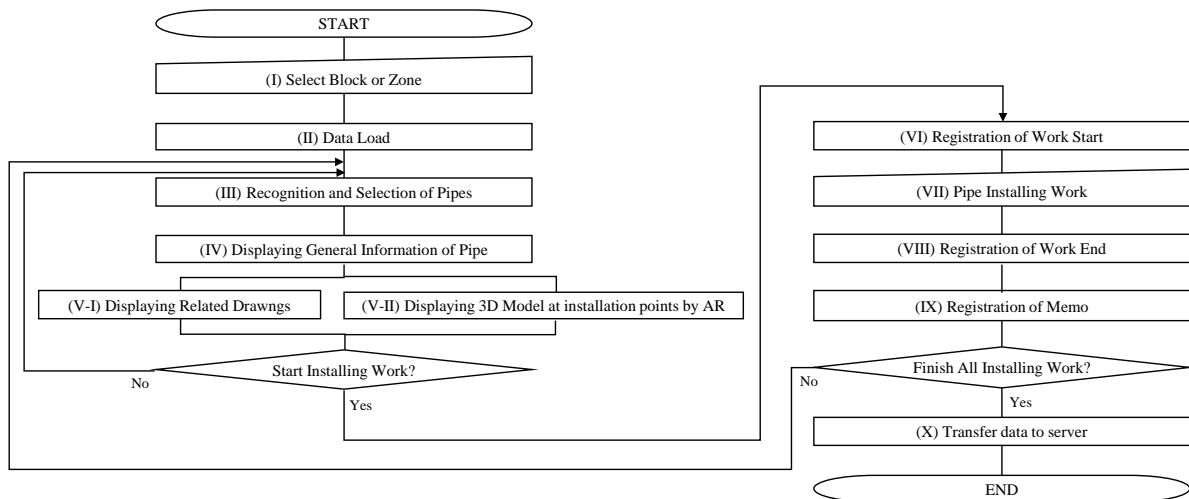 START
(I) Select Block or Zone
(II) Data Load
(III) Recognition and Selection of Pipes
(IV) Displaying General Information of Pipe
(V-I) Displaying Related Drawngs
(V-II) Displaying 3D Model at installation points by AR
Start Installing Work?
No
Yes
(VI) Registration of Work Start
(VII) Pipe Installing Work
(VIII) Registration of Work End
(IX) Registration of Memo
Finish All Installing Work?
No
Yes
(X) Transfer data to server
END